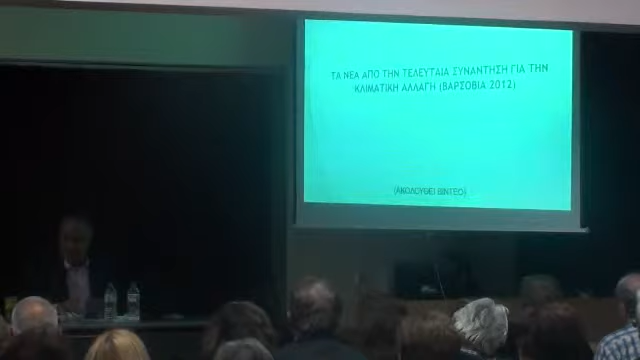 ΤΑ ΝΕΑ ΑΠΟ ΤΗΝ ΤΕΛΕΥΤΑΙΑ ΣΥΝΑΝΤΗΣΗ ΓΙΑ ΤΗΝ
ΚΛΙΜΑΤΙΚΗ ΑΛΛΑΓΗ (ΒΑΡΣΟΒΙΑ 2012)
(ΑΚΟΛΟΥΘΕΙ ΒΙΝΤΕΟ)